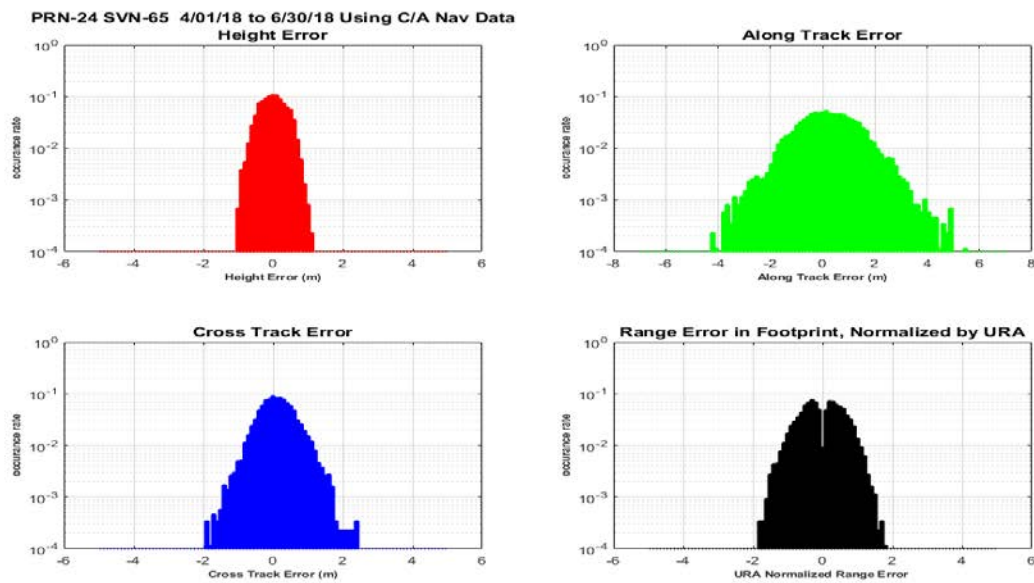 PRN-24 SVN-65 4/01/18 to 6/30/18 Using C/A Nav Data
Height Error
10^0
10^-1
10^-2
10^-3
10^-4
occurance rate
-6 -4 -2 0 2 4 6
Height Error (m)
Along Track Error
10^0
10^-1
10^-2
10^-3
10^-4
occurance rate
-8 -6 -4 -2 0 2 4 6 8
Along Track Error (m)
Cross Track Error
10^0
10^-1
10^-2
10^-3
10^-4
occurance rate
-6 -4 -2 0 2 4 6
Cross Track Error (m)
Range Error in Footprint, Normalized by URA
10^0
10^-1
10^-2
10^-3
10^-4
occurance rate
-6 -4 -2 0 2 4 6
URA Normalized Range Error